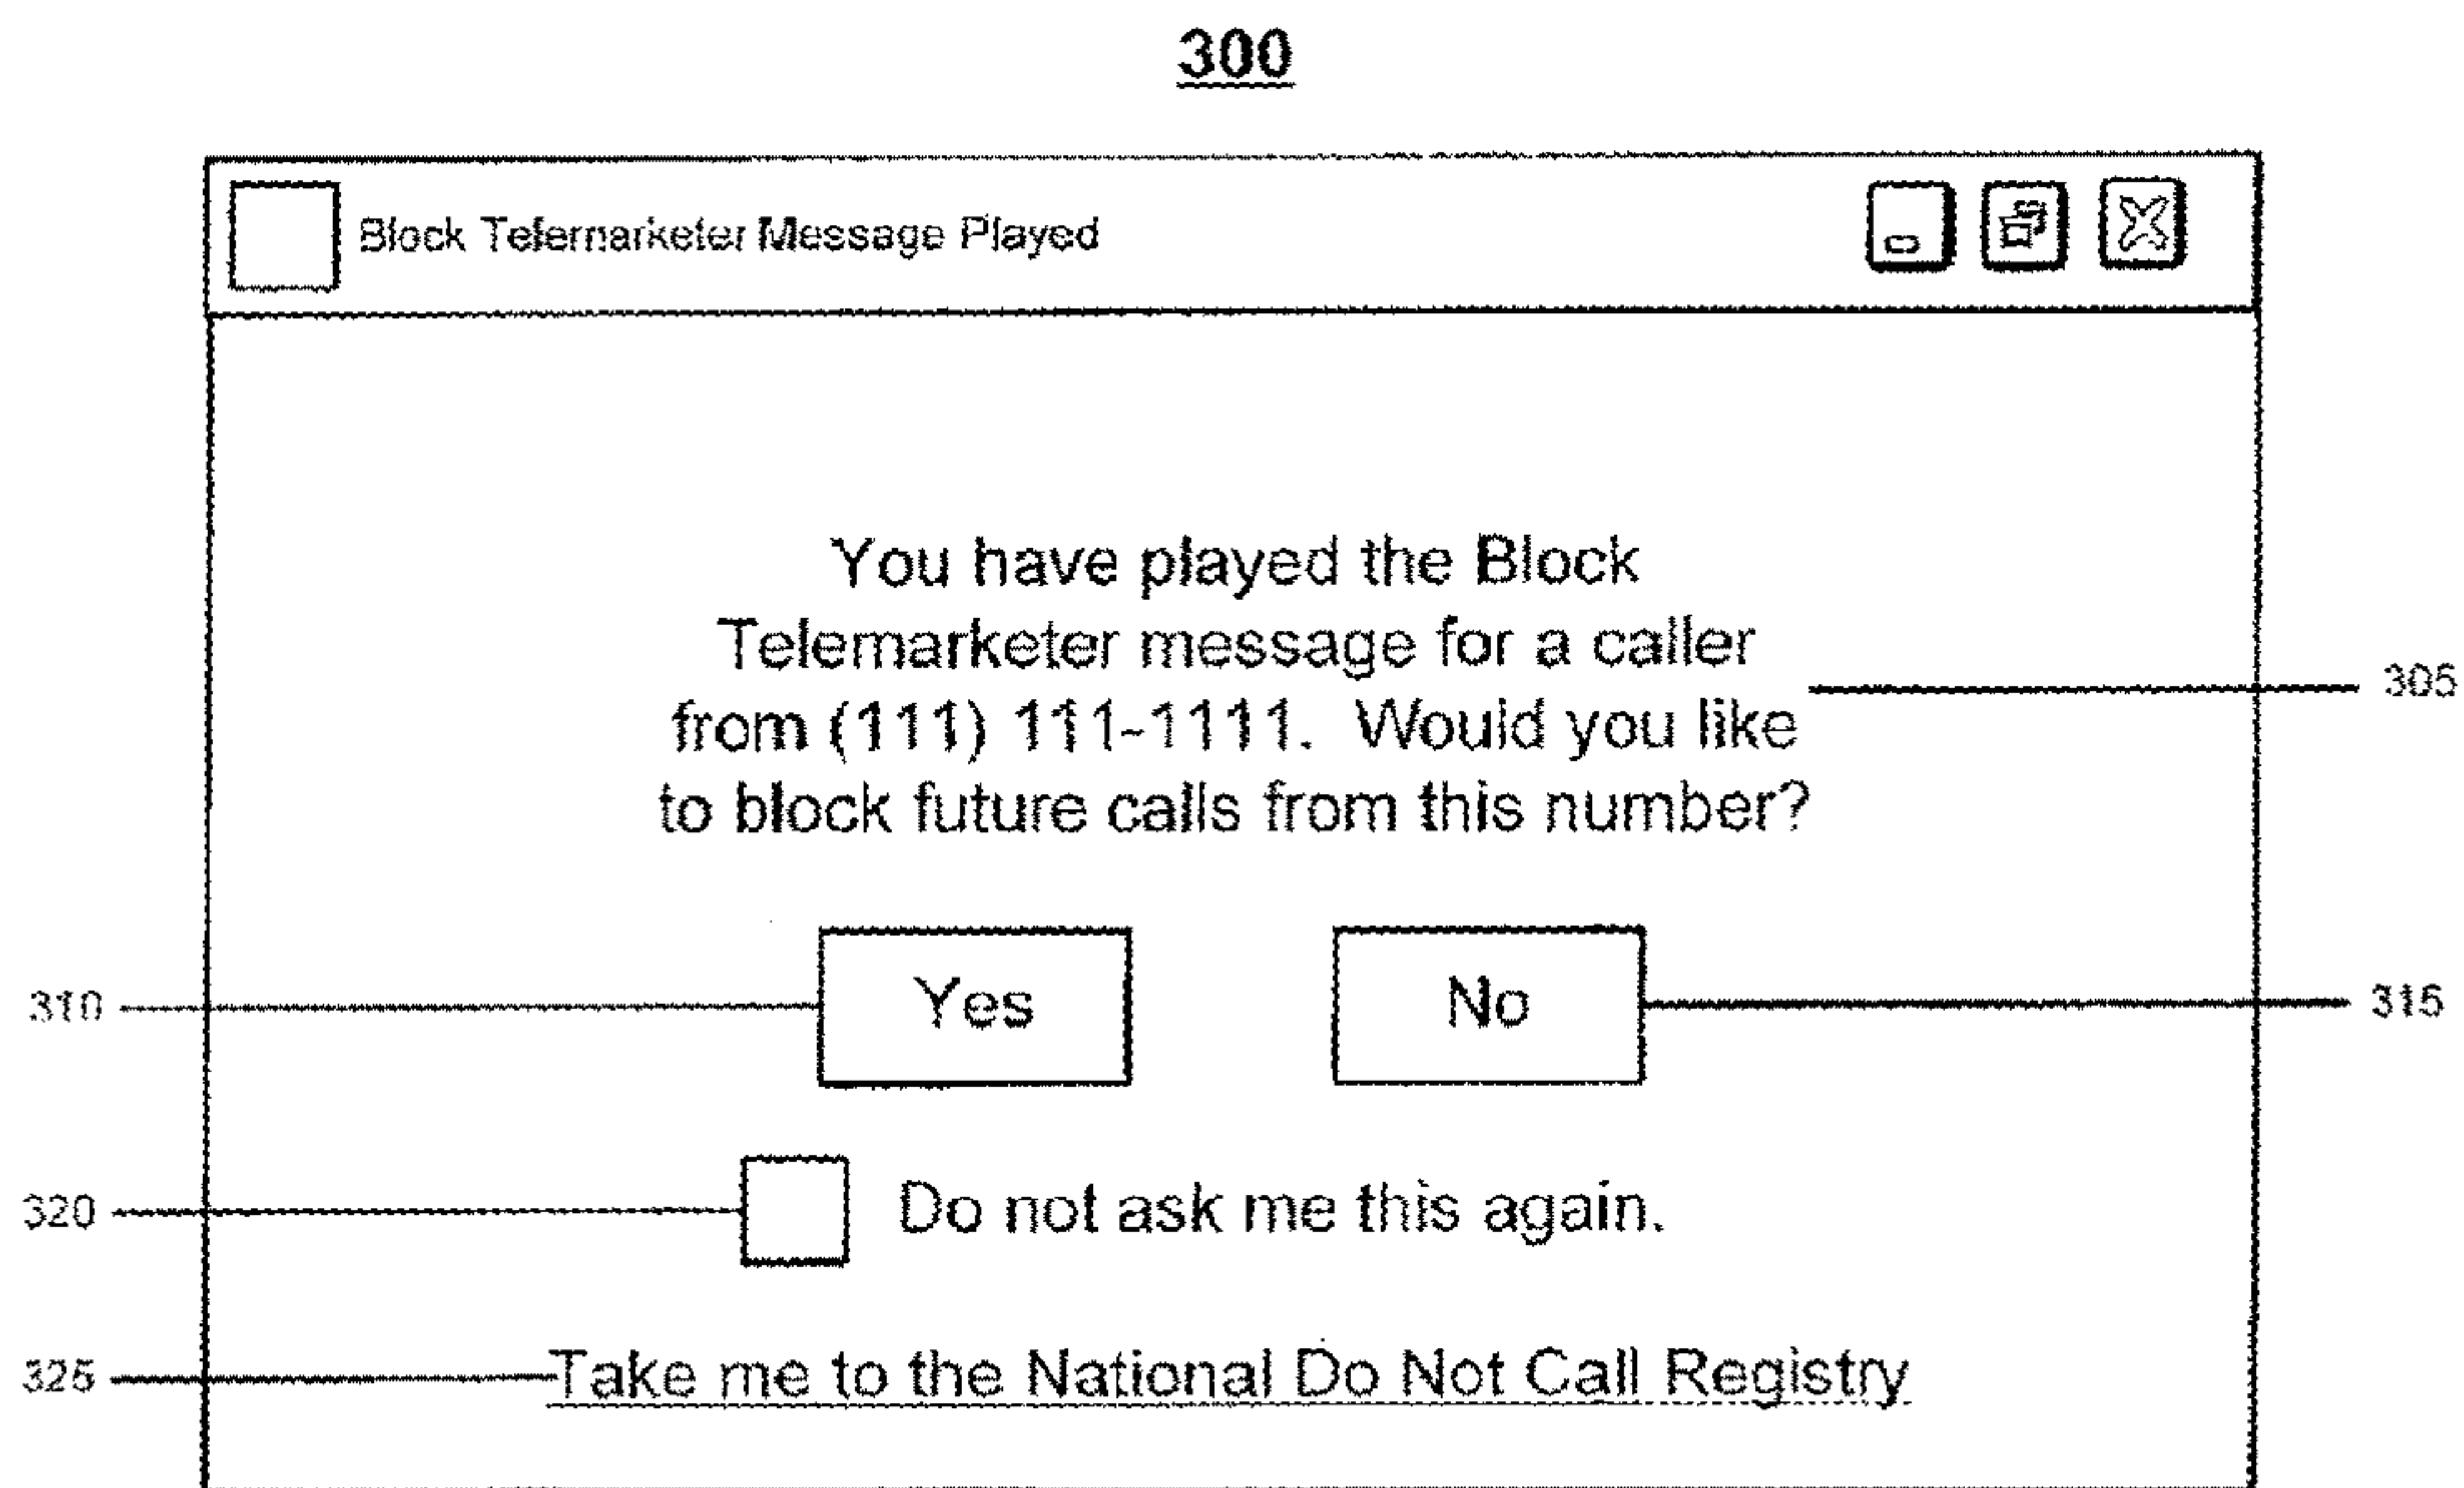 300
Block Telemarketer Message Played
You have played the Block
Telemarketer message for a caller
from (111) 111-1111. Would you like
to block future calls from this number?
305
310
Yes
No
315
320
Do not ask me this again.
325
Take me to the National Do Not Call Registry